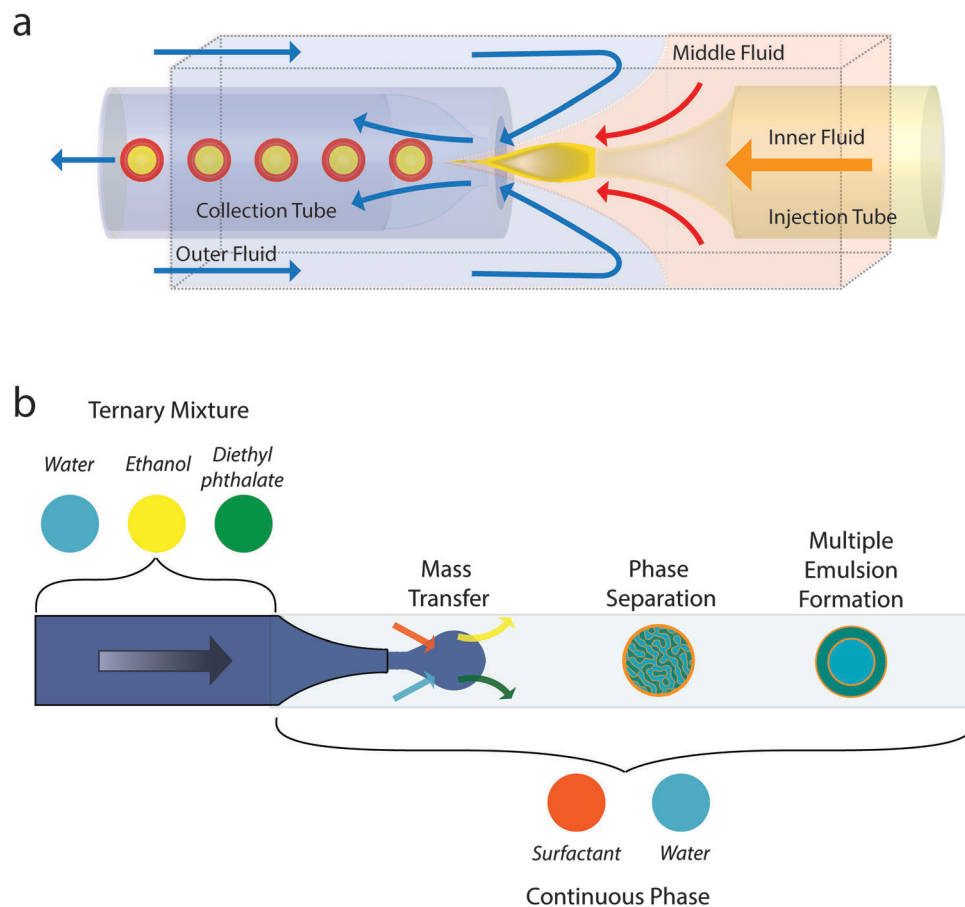 a
Middle Fluid
Inner Fluid
Collection Tube
Injection Tube
Outer Fluid
b
Ternary Mixture
Water
Ethanol
Diethyl
phthalate
Mass
Transfer
Phase
Separation
Multiple
Emulsion
Formation
Surfactant
Water
Continuous Phase